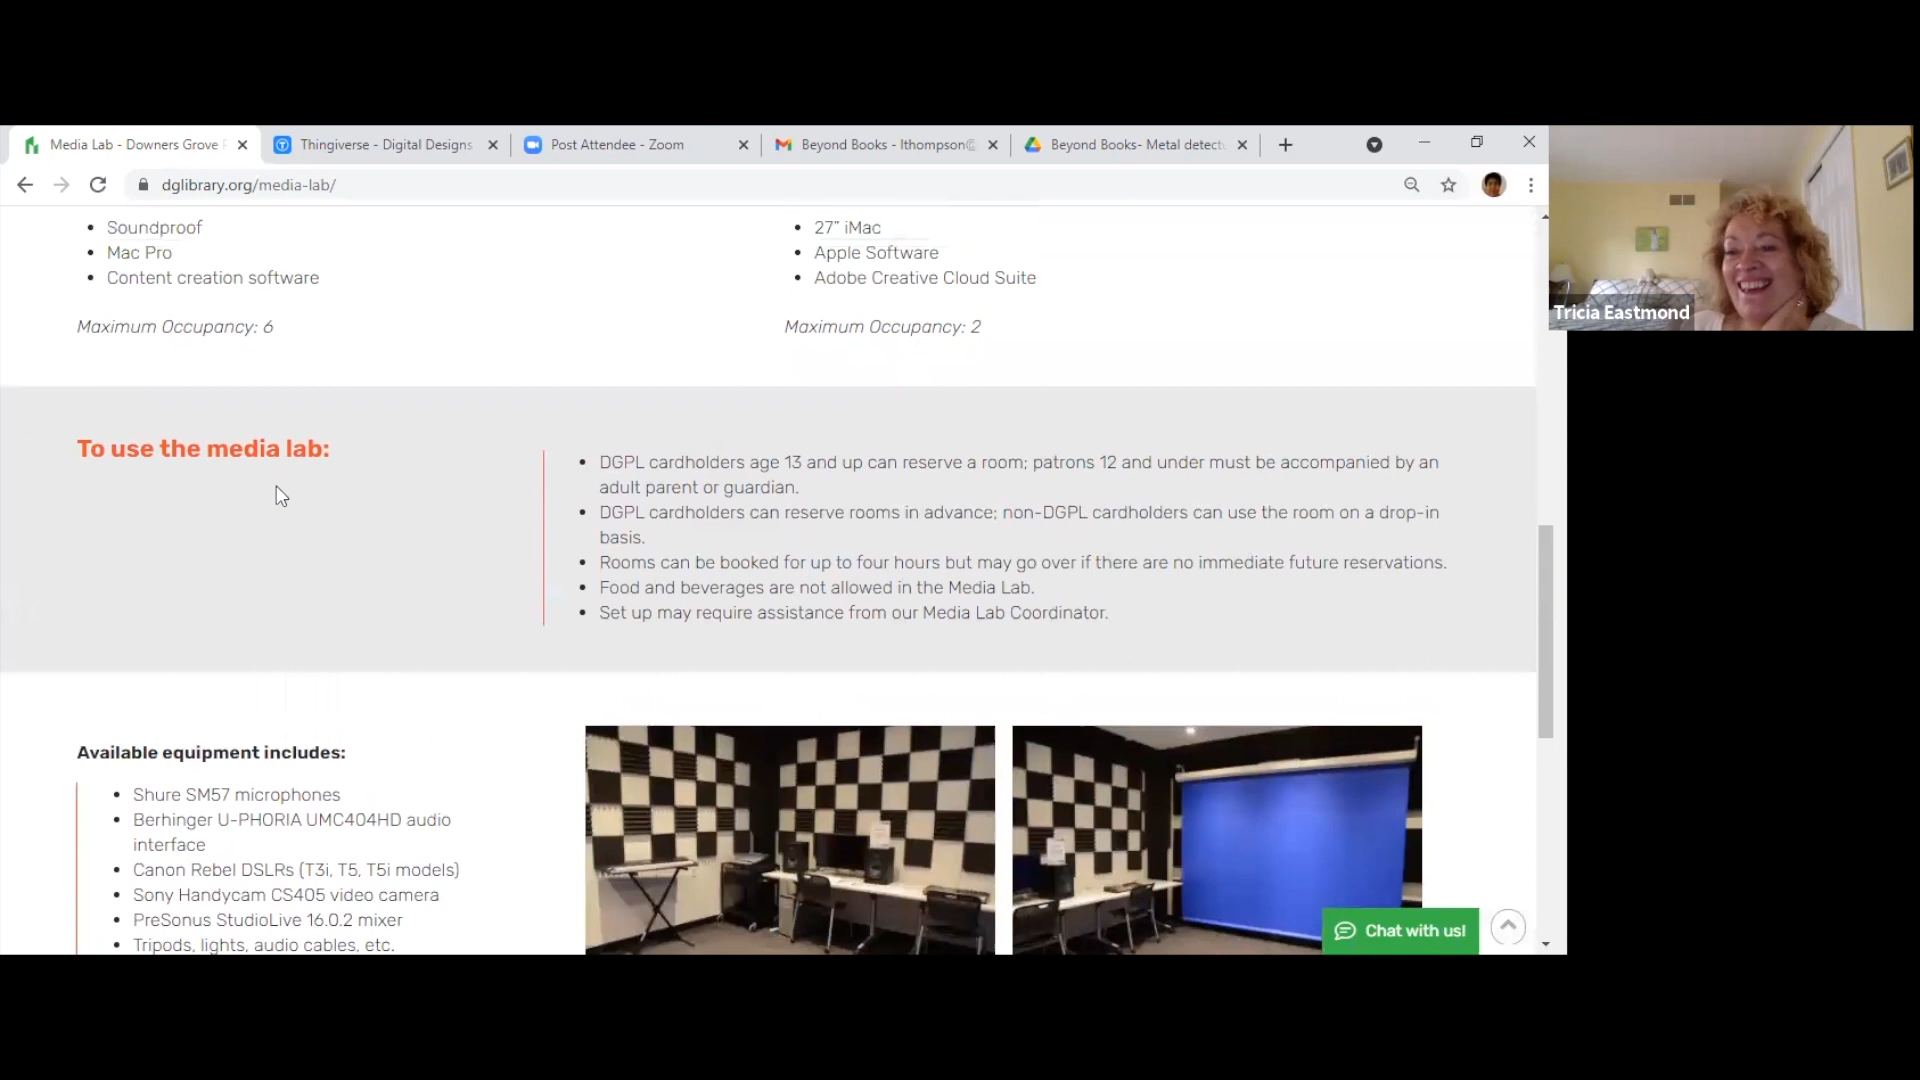 Media Lab - Downers Grove P
Thingiverse - Digital Designs
Post Attendee - Zoom
Beyond Books - lthompson@
Beyond Books- Metal detect
dglibrary.org/media-lab/
Soundproof
Mac Pro
Content creation software
Maximum Occupancy: 6
27” iMac
Apple Software
Adobe Creative Cloud Suite
Maximum Occupancy: 2
Tricia Eastmond
To use the media lab:
DGPL cardholders age 13 and up can reserve a room; patrons 12 and under must be accompanied by an
adult parent or guardian.
DGPL cardholders can reserve rooms in advance; non-DGPL cardholders can use the room on a drop-in
basis.
Rooms can be booked for up to four hours but may go over if there are no immediate future reservations.
Food and beverages are not allowed in the Media Lab.
Set up may require assistance from our Media Lab Coordinator.
Available equipment includes:
Shure SM57 microphones
Berhinger U-PHORIA UMC404HD audio
interface
Canon Rebel DSLRs (T3i, T5, T5i models)
Sony Handycam CS405 video camera
PreSonus StudioLive 16.0.2 mixer
Tripods, lights, audio cables, etc.
Chat with us!